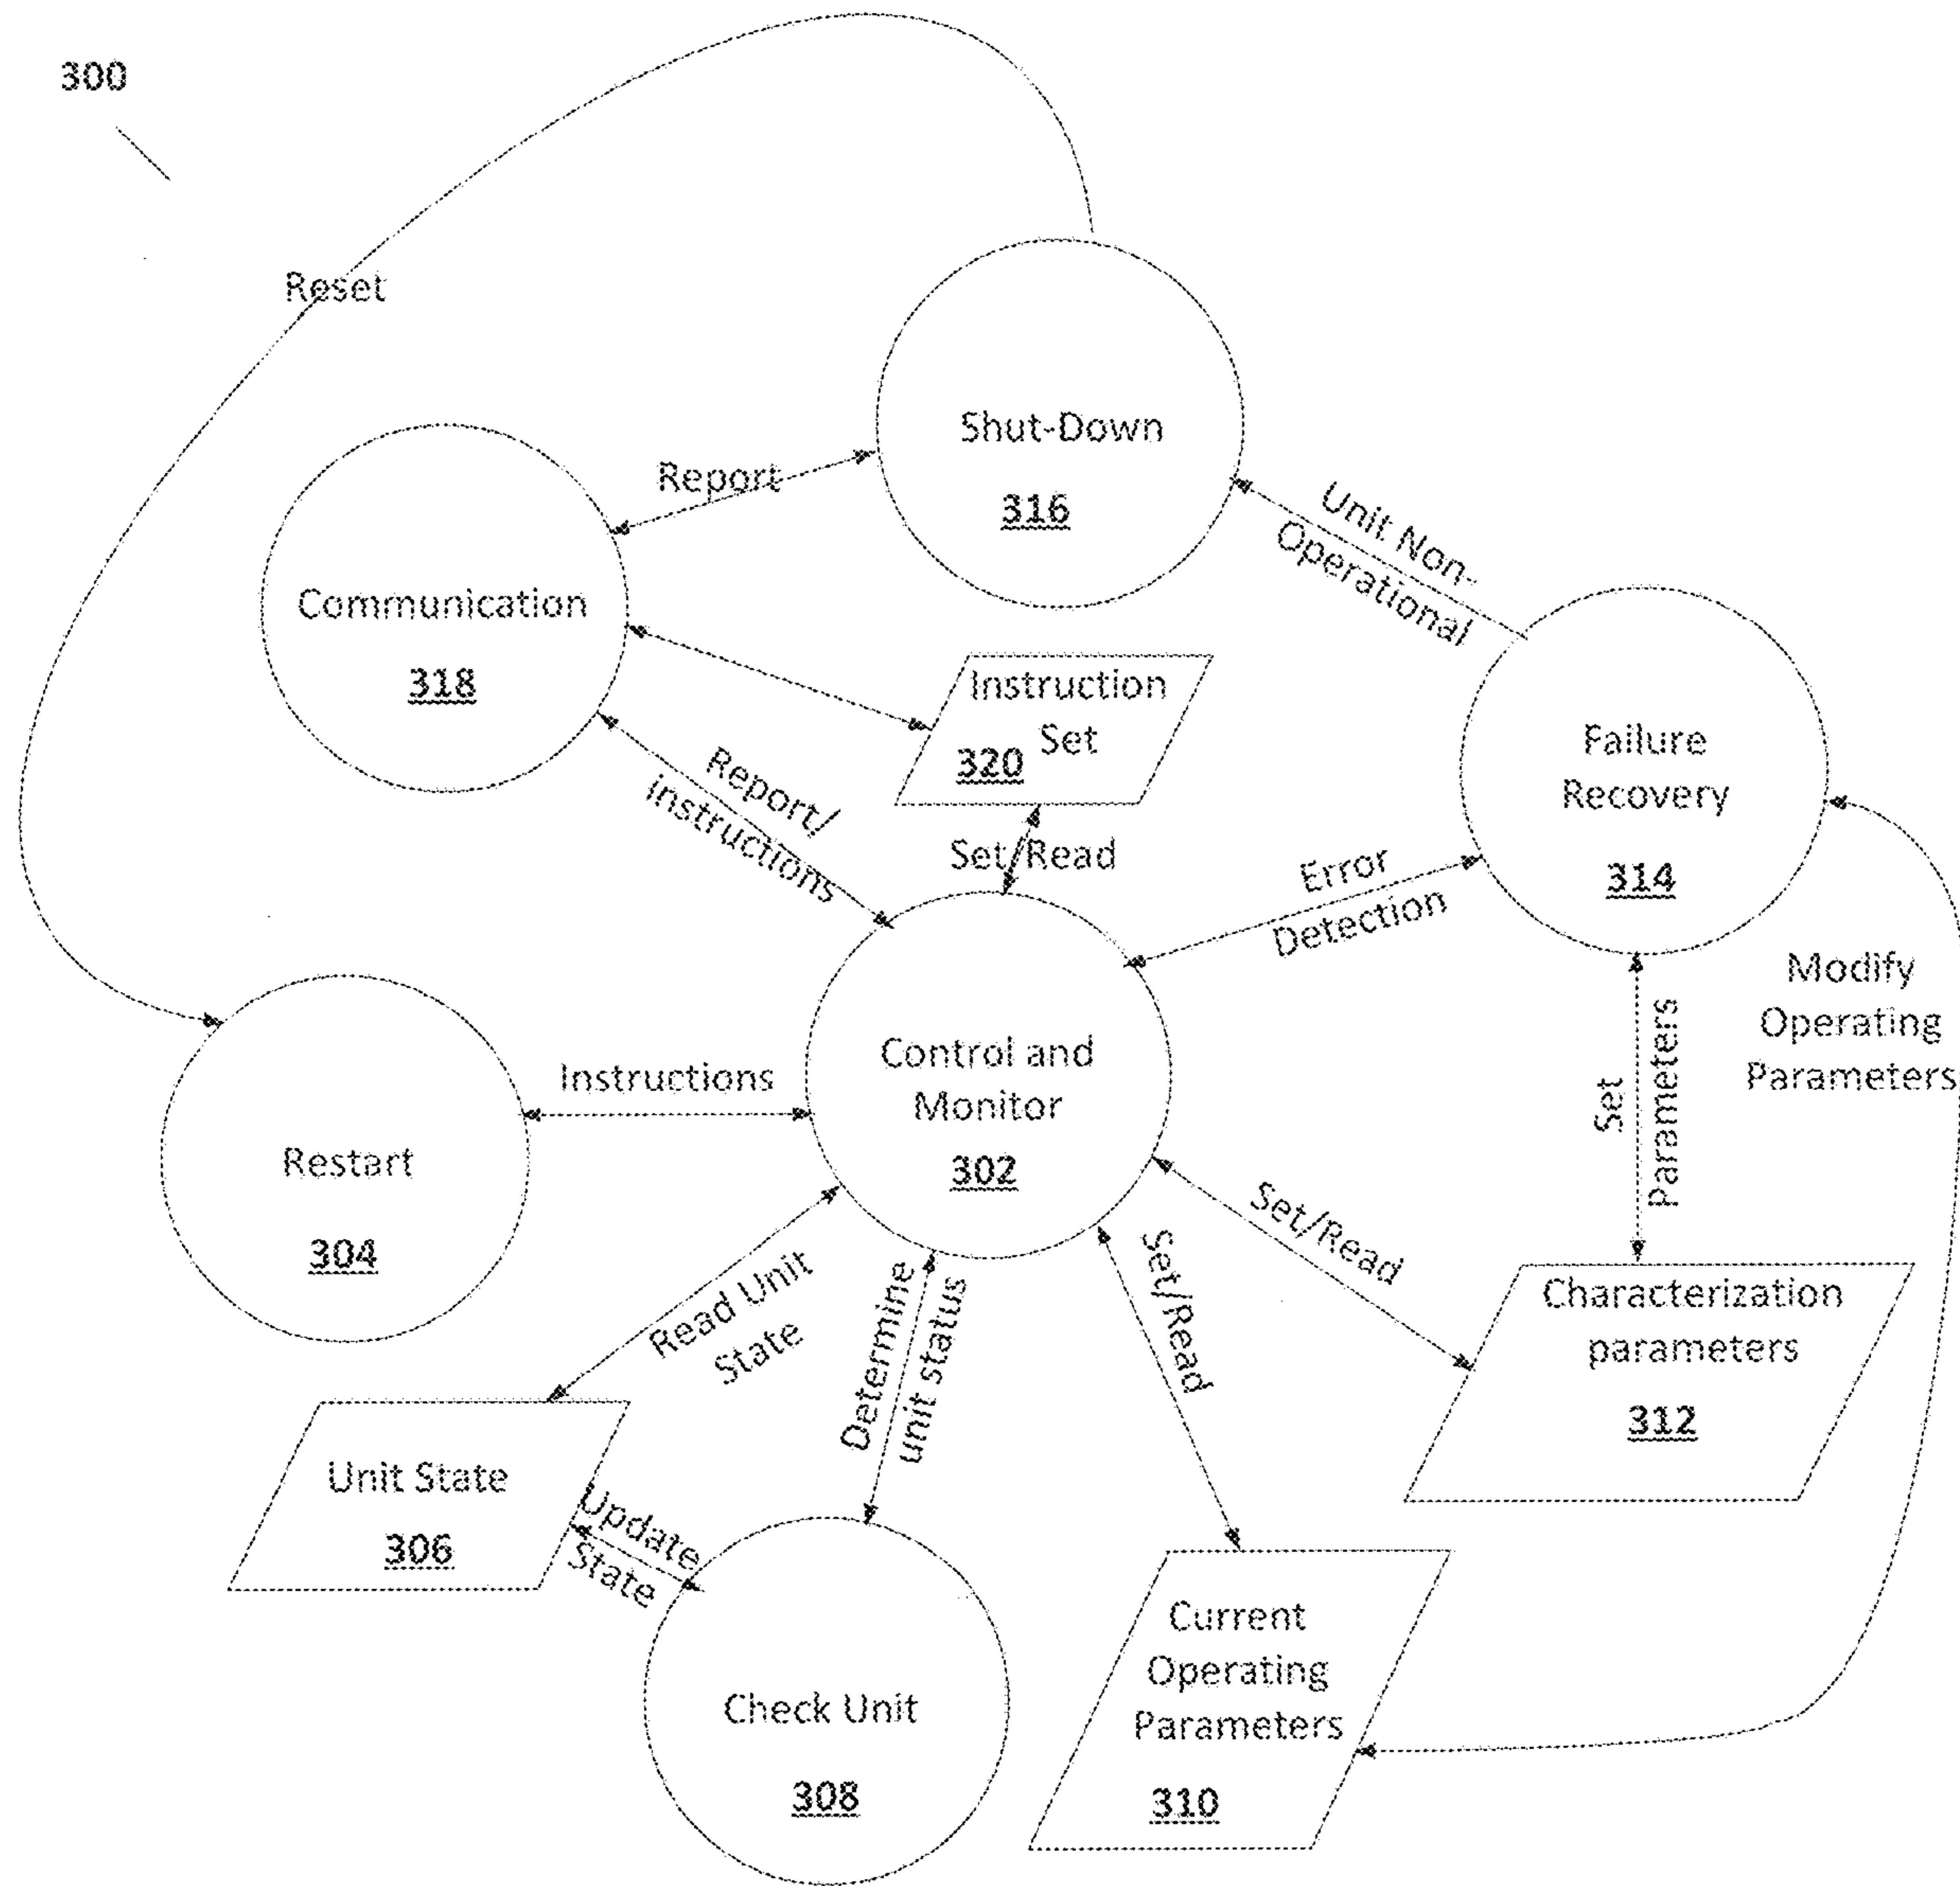 300
Reset
Shut-Down
316
Report
Communication
318
Unit Non-
Operational
Instruction
Set
320
Failure
Recovery
314
Report/
instructions
Set/Read
Error
Detection
Modify
Operating
Parameters
Set
Parameters
Control and
Monitor
302
Instructions
Restart
304
Set/Read
Read Unit
State
Determine
unit status
Set/Read
Characterization
parameters
312
Unit State
306
Update
State
Check Unit
308
Current
Operating
Parameters
310